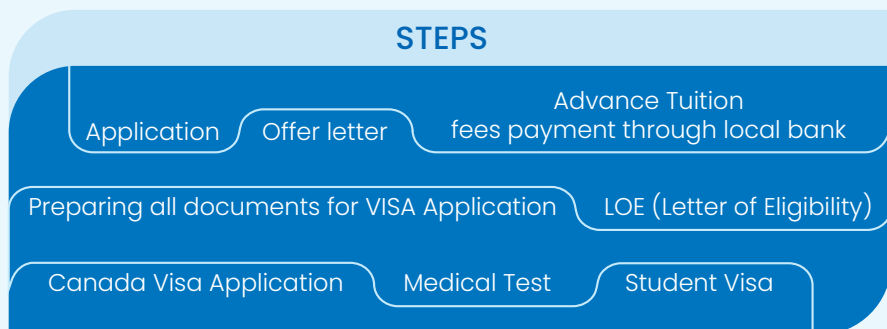 STEPS
Application Offer letter Advance Tuition
fees payment through local bank
Preparing all documents for VISA Application LOE (Letter of Eligibility)
Canada Visa Application Medical Test Student Visa